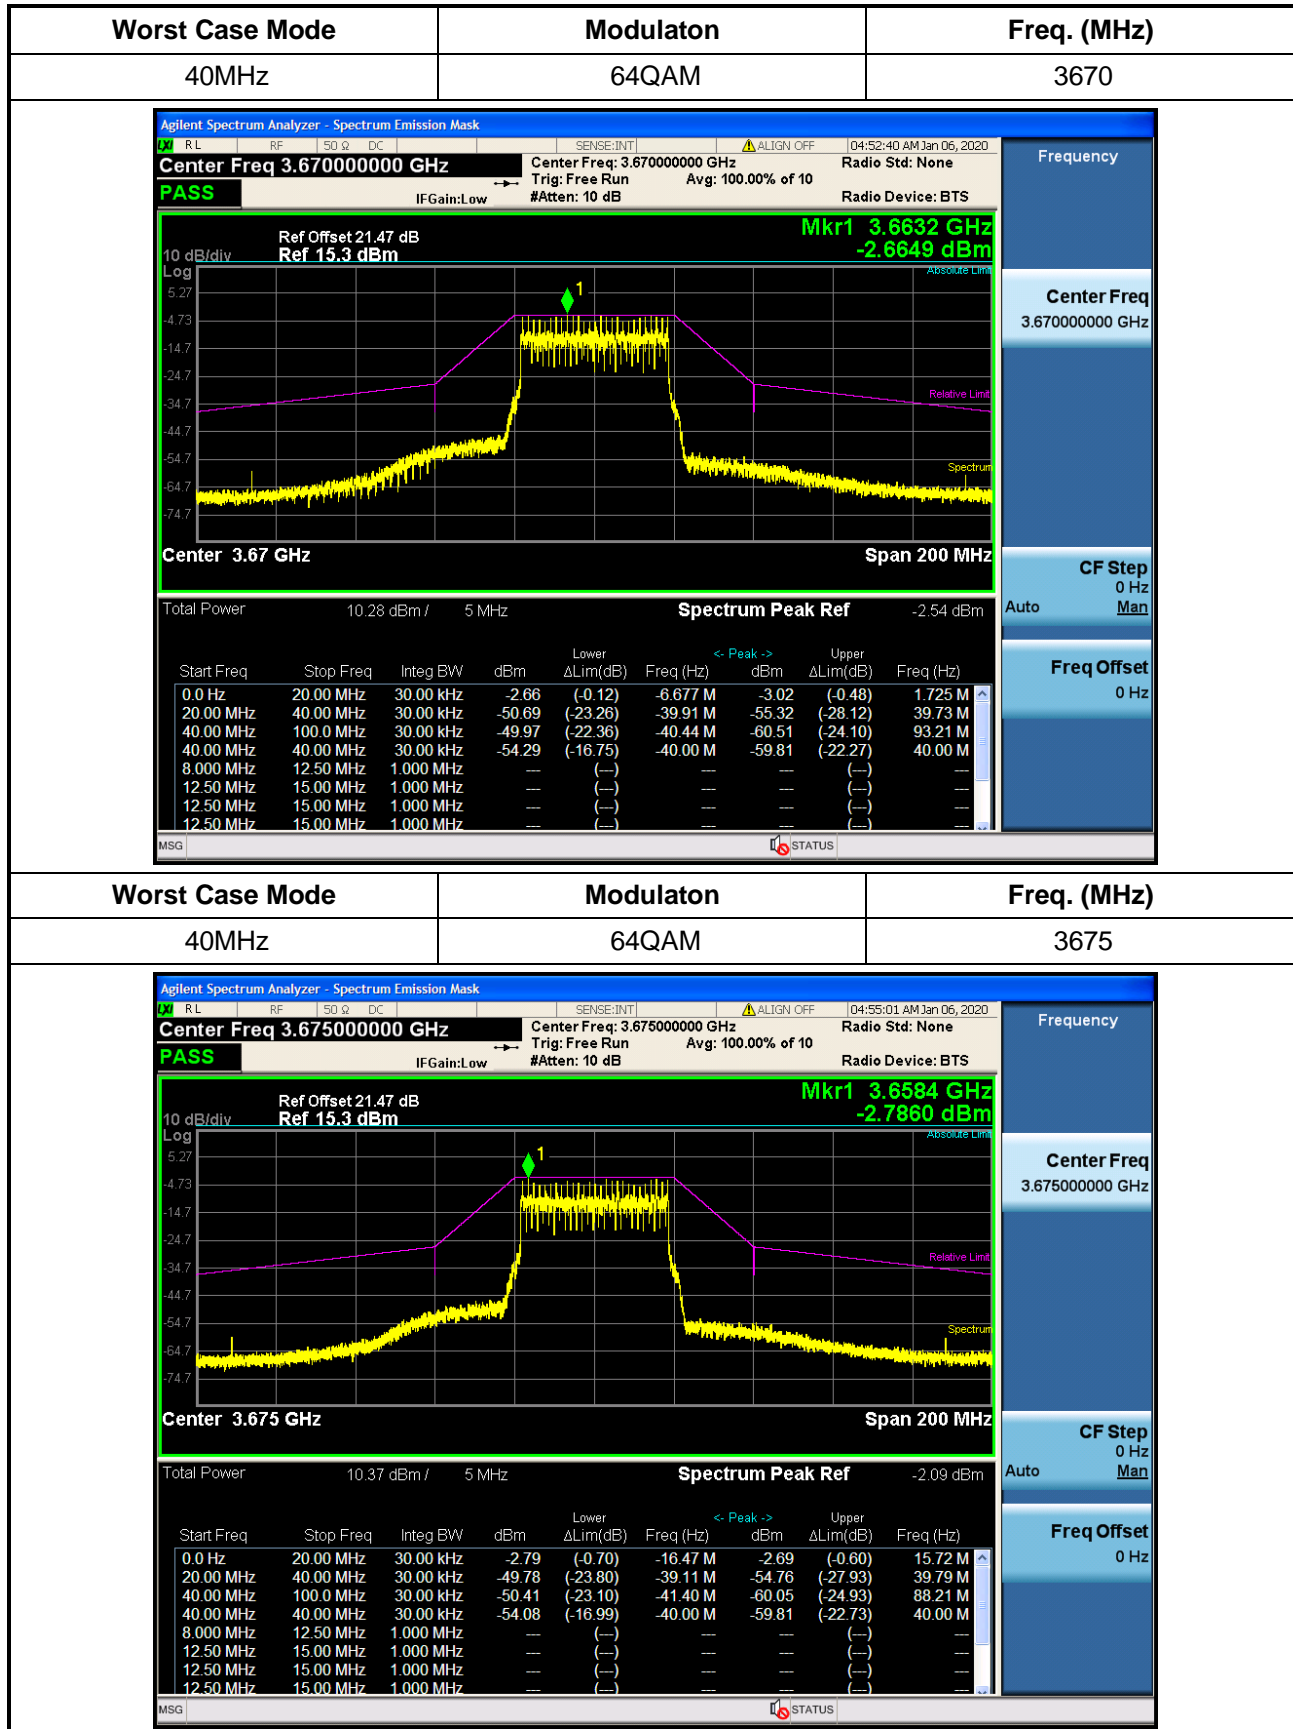 Worst Case Mode Modulaton Freq. (MHz)
40MHz 64QAM 3670
Agilent Spectrum Analyzer - Spectrum Emission Mask
LXI RL RF 50 Ω DC SENSE:INT ALIGN OFF 04:52:40 AM Jan 06, 2020
Center Freq 3.670000000 GHz Center Freq: 3.670000000 GHz Radio Std: None
Trig: Free Run Avg: 100.00% of 10
PASS IFGain:Low #Atten: 10 dB Radio Device: BTS
Frequency
Mkr1 3.6632 GHz
Ref Offset 21.47 dB
-2.6649 dBm
10 dB/div Ref 15.3 dBm
Log
Absolute Limit
1
5.27
-4.73
-14.7
-24.7
-34.7
Relative Limit
-44.7
-54.7
Spectrum
-64.7
-74.7
Center 3.67 GHz Span 200 MHz
Center Freq
3.670000000 GHz
CF Step
0 Hz
Auto Man
Freq Offset
0 Hz
Total Power 10.28 dBm / 5 MHz Spectrum Peak Ref -2.54 dBm
Lower <- Peak -> Upper
Start Freq Stop Freq Integ BW dBm ΔLim(dB) Freq (Hz) dBm ΔLim(dB) Freq (Hz)
0.0 Hz 20.00 MHz 30.00 kHz -2.66 (-0.12) -6.677 M -3.02 (-0.48) 1.725 M
20.00 MHz 40.00 MHz 30.00 kHz -50.69 (-23.26) -39.91 M -55.32 (-28.12) 39.73 M
40.00 MHz 100.0 MHz 30.00 kHz -49.97 (-22.36) -40.44 M -60.51 (-24.10) 93.21 M
40.00 MHz 40.00 MHz 30.00 kHz -54.29 (-16.75) -40.00 M -59.81 (-22.27) 40.00 M
8.000 MHz 12.50 MHz 1.000 MHz --- (---) --- --- (---) ---
12.50 MHz 15.00 MHz 1.000 MHz --- (---) --- --- (---) ---
12.50 MHz 15.00 MHz 1.000 MHz --- (---) --- --- (---) ---
12.50 MHz 15.00 MHz 1.000 MHz --- (---) --- --- (---) ---
MSG STATUS
Worst Case Mode Modulaton Freq. (MHz)
40MHz 64QAM 3675
Agilent Spectrum Analyzer - Spectrum Emission Mask
LXI RL RF 50 Ω DC SENSE:INT ALIGN OFF 04:55:01 AM Jan 06, 2020
Center Freq 3.675000000 GHz Center Freq: 3.675000000 GHz Radio Std: None
Trig: Free Run Avg: 100.00% of 10
PASS IFGain:Low #Atten: 10 dB Radio Device: BTS
Frequency
Mkr1 3.6584 GHz
Ref Offset 21.47 dB
-2.7860 dBm
10 dB/div Ref 15.3 dBm
Log
Absolute Limit
1
5.27
-4.73
-14.7
-24.7
Relative Limit
-34.7
-44.7
-54.7
Spectrum
-64.7
-74.7
Center 3.675 GHz Span 200 MHz
Center Freq
3.675000000 GHz
CF Step
0 Hz
Auto Man
Freq Offset
0 Hz
Total Power 10.37 dBm / 5 MHz Spectrum Peak Ref -2.09 dBm
Lower <- Peak -> Upper
Start Freq Stop Freq Integ BW dBm ΔLim(dB) Freq (Hz) dBm ΔLim(dB) Freq (Hz)
0.0 Hz 20.00 MHz 30.00 kHz -2.79 (-0.70) -16.47 M -2.69 (-0.60) 15.72 M
20.00 MHz 40.00 MHz 30.00 kHz -49.78 (-23.80) -39.11 M -54.76 (-27.93) 39.79 M
40.00 MHz 100.0 MHz 30.00 kHz -50.41 (-23.10) -41.40 M -60.05 (-24.93) 88.21 M
40.00 MHz 40.00 MHz 30.00 kHz -54.08 (-16.99) -40.00 M -59.81 (-22.73) 40.00 M
8.000 MHz 12.50 MHz 1.000 MHz --- (---) --- --- (---) ---
12.50 MHz 15.00 MHz 1.000 MHz --- (---) --- --- (---) ---
12.50 MHz 15.00 MHz 1.000 MHz --- (---) --- --- (---) ---
12.50 MHz 15.00 MHz 1.000 MHz --- (---) --- --- (---) ---
MSG STATUS